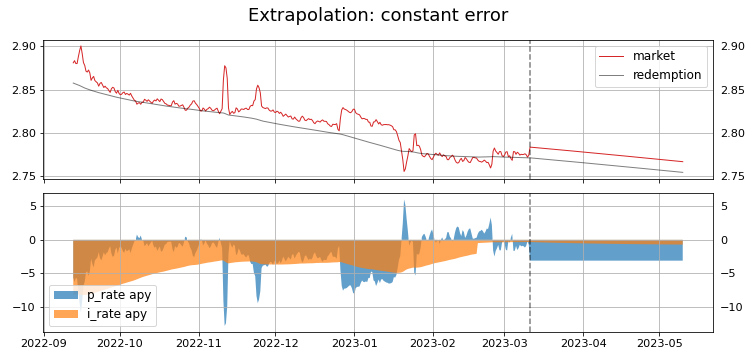 Extrapolation: constant error
2.90 2.90
market
redemption
2.85 2.85
2.80 2.80
2.75 2.75
5 5
0 0
−5 −5
p_rate apy
i_rate apy
−10 −10
2022-09 2022-10 2022-11 2022-12 2023-01 2023-02 2023-03 2023-04 2023-05